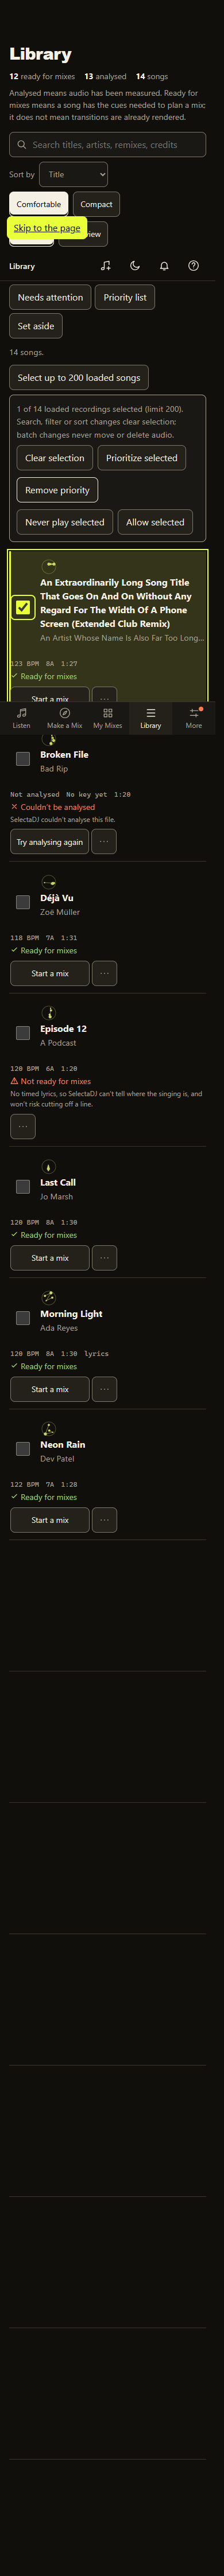 Library
12 ready for mixes 13 analysed 14 songs
Analysed means audio has been measured. Ready for
mixes means a song has the cues needed to plan a mix;
it does not mean transitions are already rendered.
Search titles, artists, remixes, credits
Sort by Title
Comfortable Compact
Skip to the page
Library
Needs attention Priority list
Set aside
14 songs.
Select up to 200 loaded songs
1 of 14 loaded recordings selected (limit 200).
Search, filter or sort changes clear selection;
batch changes never move or delete audio.
Clear selection Prioritize selected
Remove priority
Never play selected Allow selected
An Extraordinarily Long Song Title
That Goes On And On Without Any
Regard For The Width Of A Phone
Screen (Extended Club Remix)
An Artist Whose Name Is Also Far Too Long...
123 BPM 8A 1:27
Ready for mixes
Start a mix ...
Listen Make a Mix My Mixes Library More
Broken File
Bad Rip
Not analysed No key yet 1:20
Couldn't be analysed
SelectaDJ couldn't analyse this file.
Try analysing again ...
Déjà Vu
Zoë Müller
118 BPM 7A 1:31
Ready for mixes
Start a mix ...
Episode 12
A Podcast
120 BPM 6A 1:20
Not ready for mixes
No timed lyrics, so SelectaDJ can't tell where the singing is, and
won't risk cutting off a line.
...
Last Call
Jo Marsh
120 BPM 8A 1:30
Ready for mixes
Start a mix ...
Morning Light
Ada Reyes
120 BPM 8A 1:30 lyrics
Ready for mixes
Start a mix ...
Neon Rain
Dev Patel
122 BPM 7A 1:28
Ready for mixes
Start a mix ...